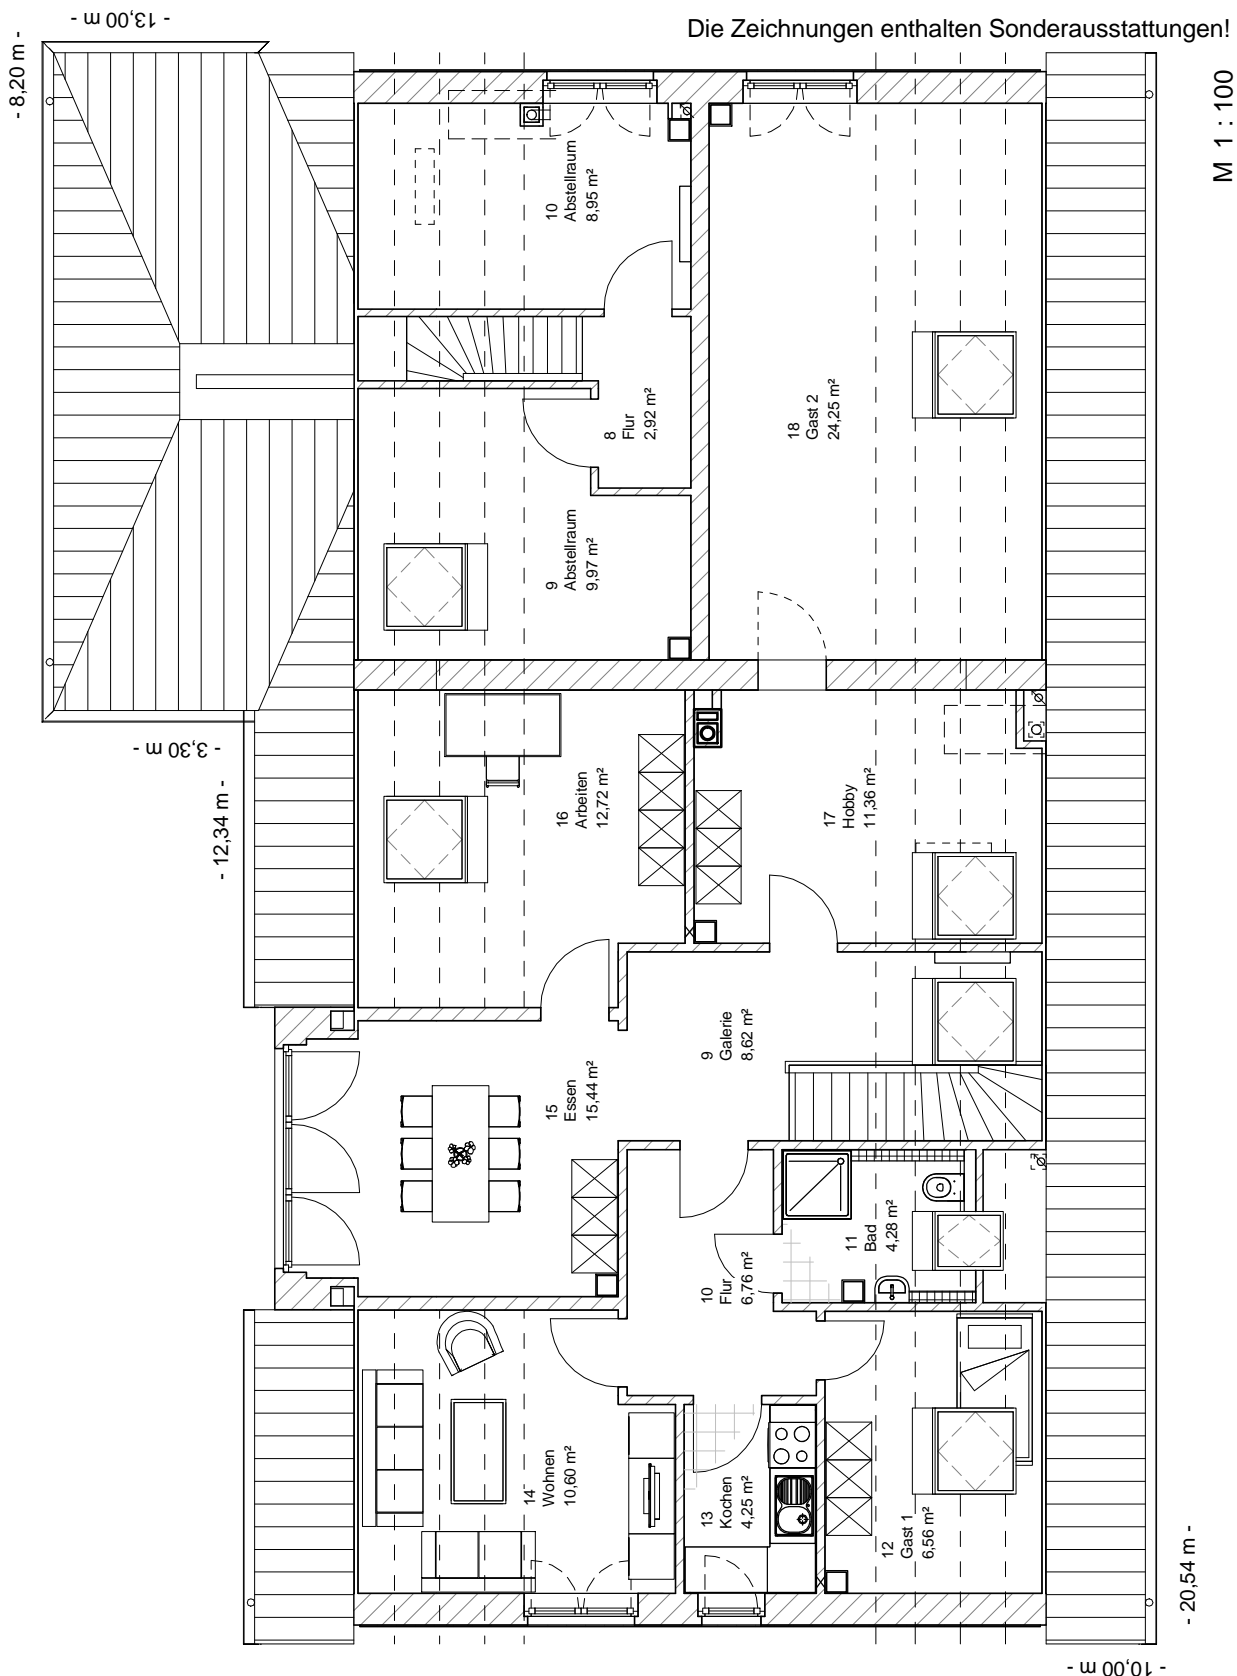 Die Zeichnungen enthalten Sonderausstattungen!
M 1 : 100
- 13,00 m -
- 8,20 m -
- 3,30 m -
- 12,34 m -
10
Abstellraum
8,95 m²
8
Flur
2,92 m²
18
Gast 2
24,25 m²
9
Abstellraum
9,97 m²
16
Arbeiten
12,72 m²
17
Hobby
11,36 m²
15
Essen
15,44 m²
9
Galerie
8,62 m²
10
Flur
6,76 m²
11
Bad
4,28 m²
14
Wohnen
10,60 m²
13
Kochen
4,25 m²
12
Gast 1
6,56 m²
- 20,54 m -
- 10,00 m -